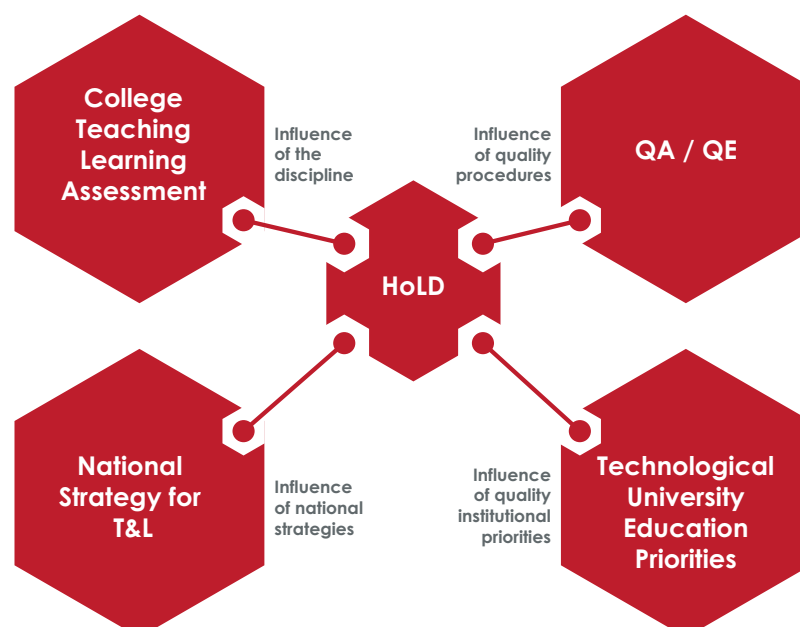 College
Teaching
Learning
Assessment
Influence
of the
discipline
Influence
of quality
procedures
QA / QE
HoLD
National
Strategy for
T&L
Influence
of national
strategies
Influence
of quality
institutional
priorities
Technological
University
Education
Priorities